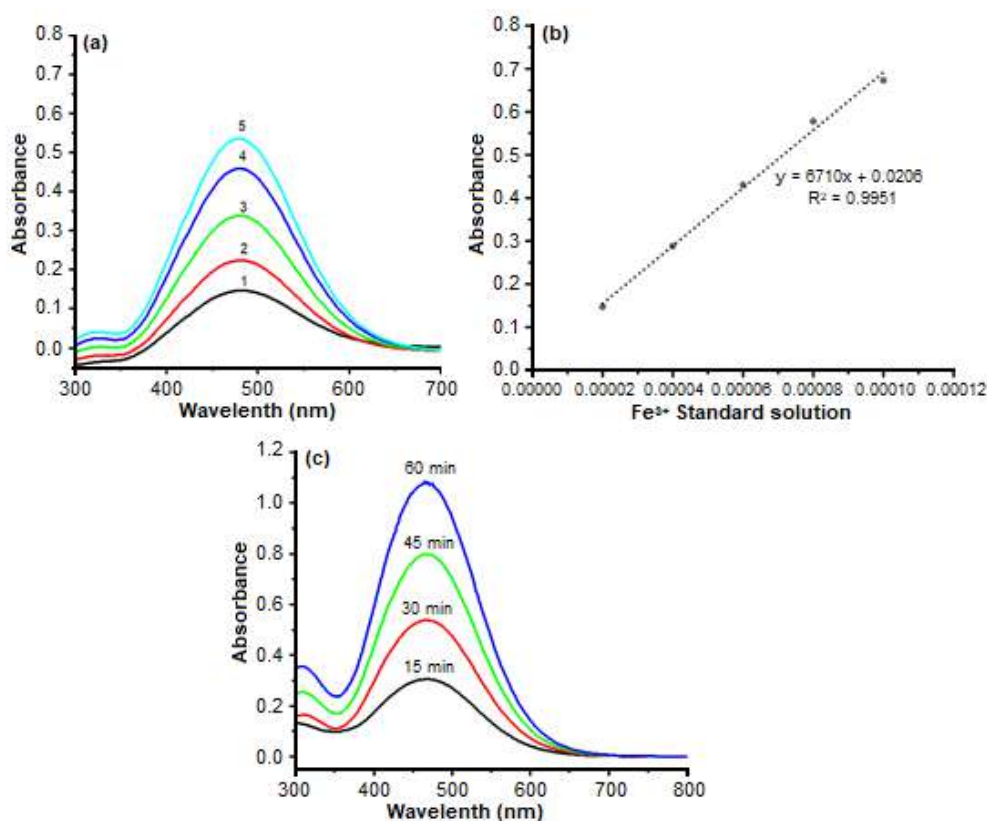 (a)
0.8
0.7
0.6
0.5
0.4
0.3
0.2
0.1
0.0
Absorbance
5
4
3
2
1
300 400 500 600 700
Wavelenth (nm)
(b)
0.8
0.7
0.6
0.5
0.4
0.3
0.2
0.1
0.0
Absorbance
y = 6710x + 0.0206
R² = 0.9951
0.00000 0.00002 0.00004 0.00006 0.00008 0.00010 0.00012
Fe³⁺ Standard solution
(c)
1.2
1.0
0.8
0.6
0.4
0.2
0.0
Absorbance
60 min
45 min
30 min
15 min
300 400 500 600 700 800
Wavelenth (nm)